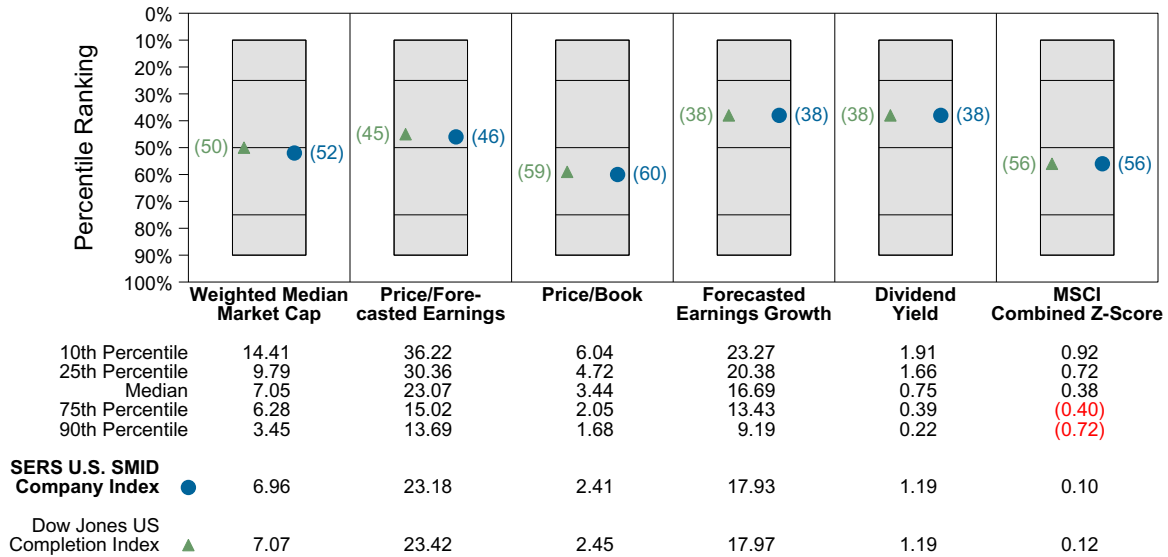 0%
10%
20%
30%
40%
50%
60%
70%
80%
90%
100%
Percentile Ranking
(50) (52) (45) (46) (59) (60) (38) (38) (38) (38) (56) (56)
Weighted Median Market Cap
Price/Fore-casted Earnings
Price/Book
Forecasted Earnings Growth
Dividend Yield
MSCI Combined Z-Score
10th Percentile 14.41 36.22 6.04 23.27 1.91 0.92
25th Percentile 9.79 30.36 4.72 20.38 1.66 0.72
Median 7.05 23.07 3.44 16.69 0.75 0.38
75th Percentile 6.28 15.02 2.05 13.43 0.39 (0.40)
90th Percentile 3.45 13.69 1.68 9.19 0.22 (0.72)
SERS U.S. SMID
Company Index 6.96 23.18 2.41 17.93 1.19 0.10
Dow Jones US
Completion Index 7.07 23.42 2.45 17.97 1.19 0.12